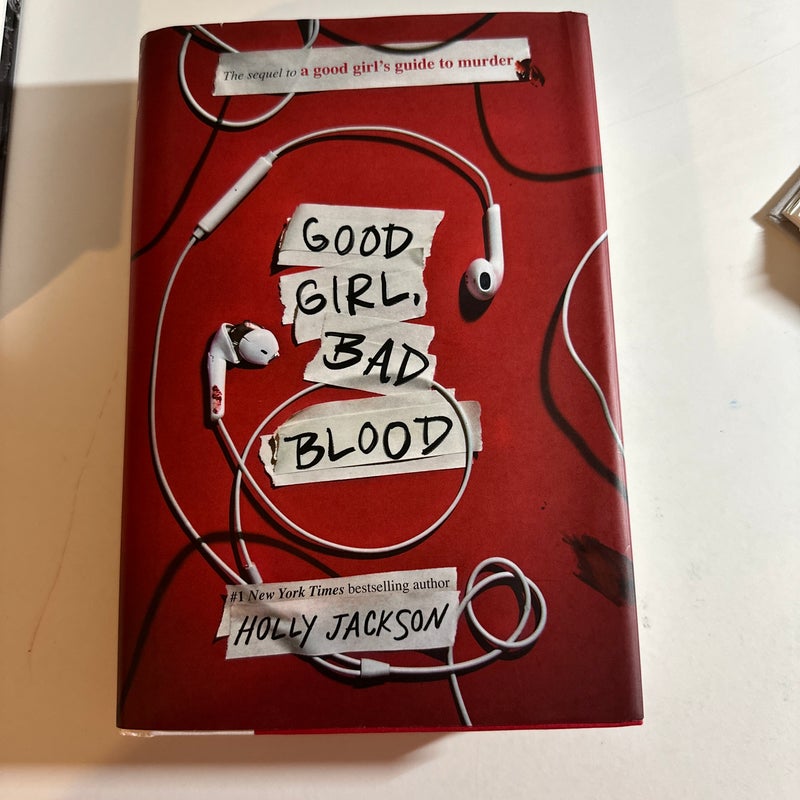 The sequel to a good girl's guide to murder
GOOD
GIRL,
BAD
BLOOD
#1 New York Times bestselling author
HOLLY JACKSON